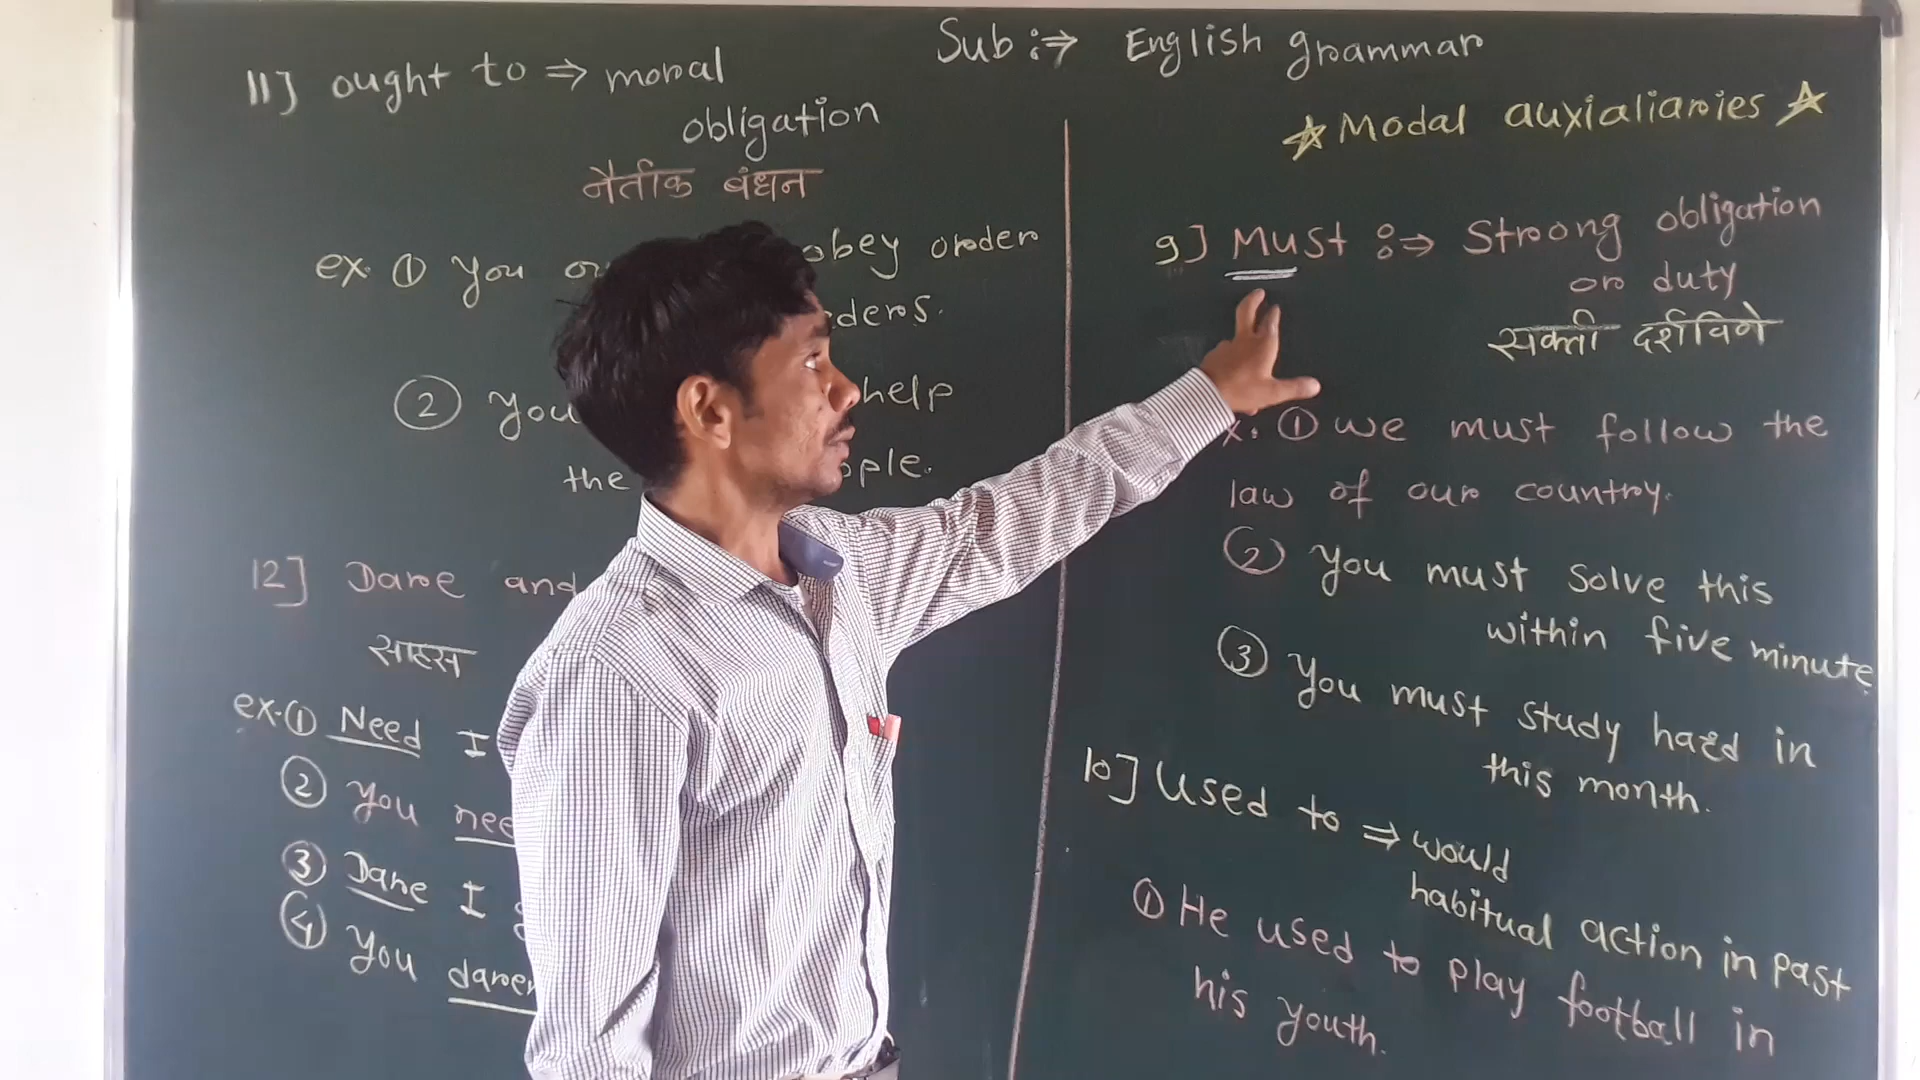 Sub :⇒ English grammar
☆ Modal auxialiaries ☆
11] ought to ⇒ moral
obligation
नैतीक बंधन
ex. ① You obey order
ders.
② you help
the ople.
12] Dare and
साहस
ex. ① Need I
② you nee
③ Dare I
④ you daren
9] Must :⇒ Strong obligation
or duty
सक्ती दर्शविणे
x. ① we must follow the
law of our country.
② You must solve this
within five minute
③ You must study hard in
this month.
10] Used to ⇒ would
habitual action in past
① He used to play football in
his youth.